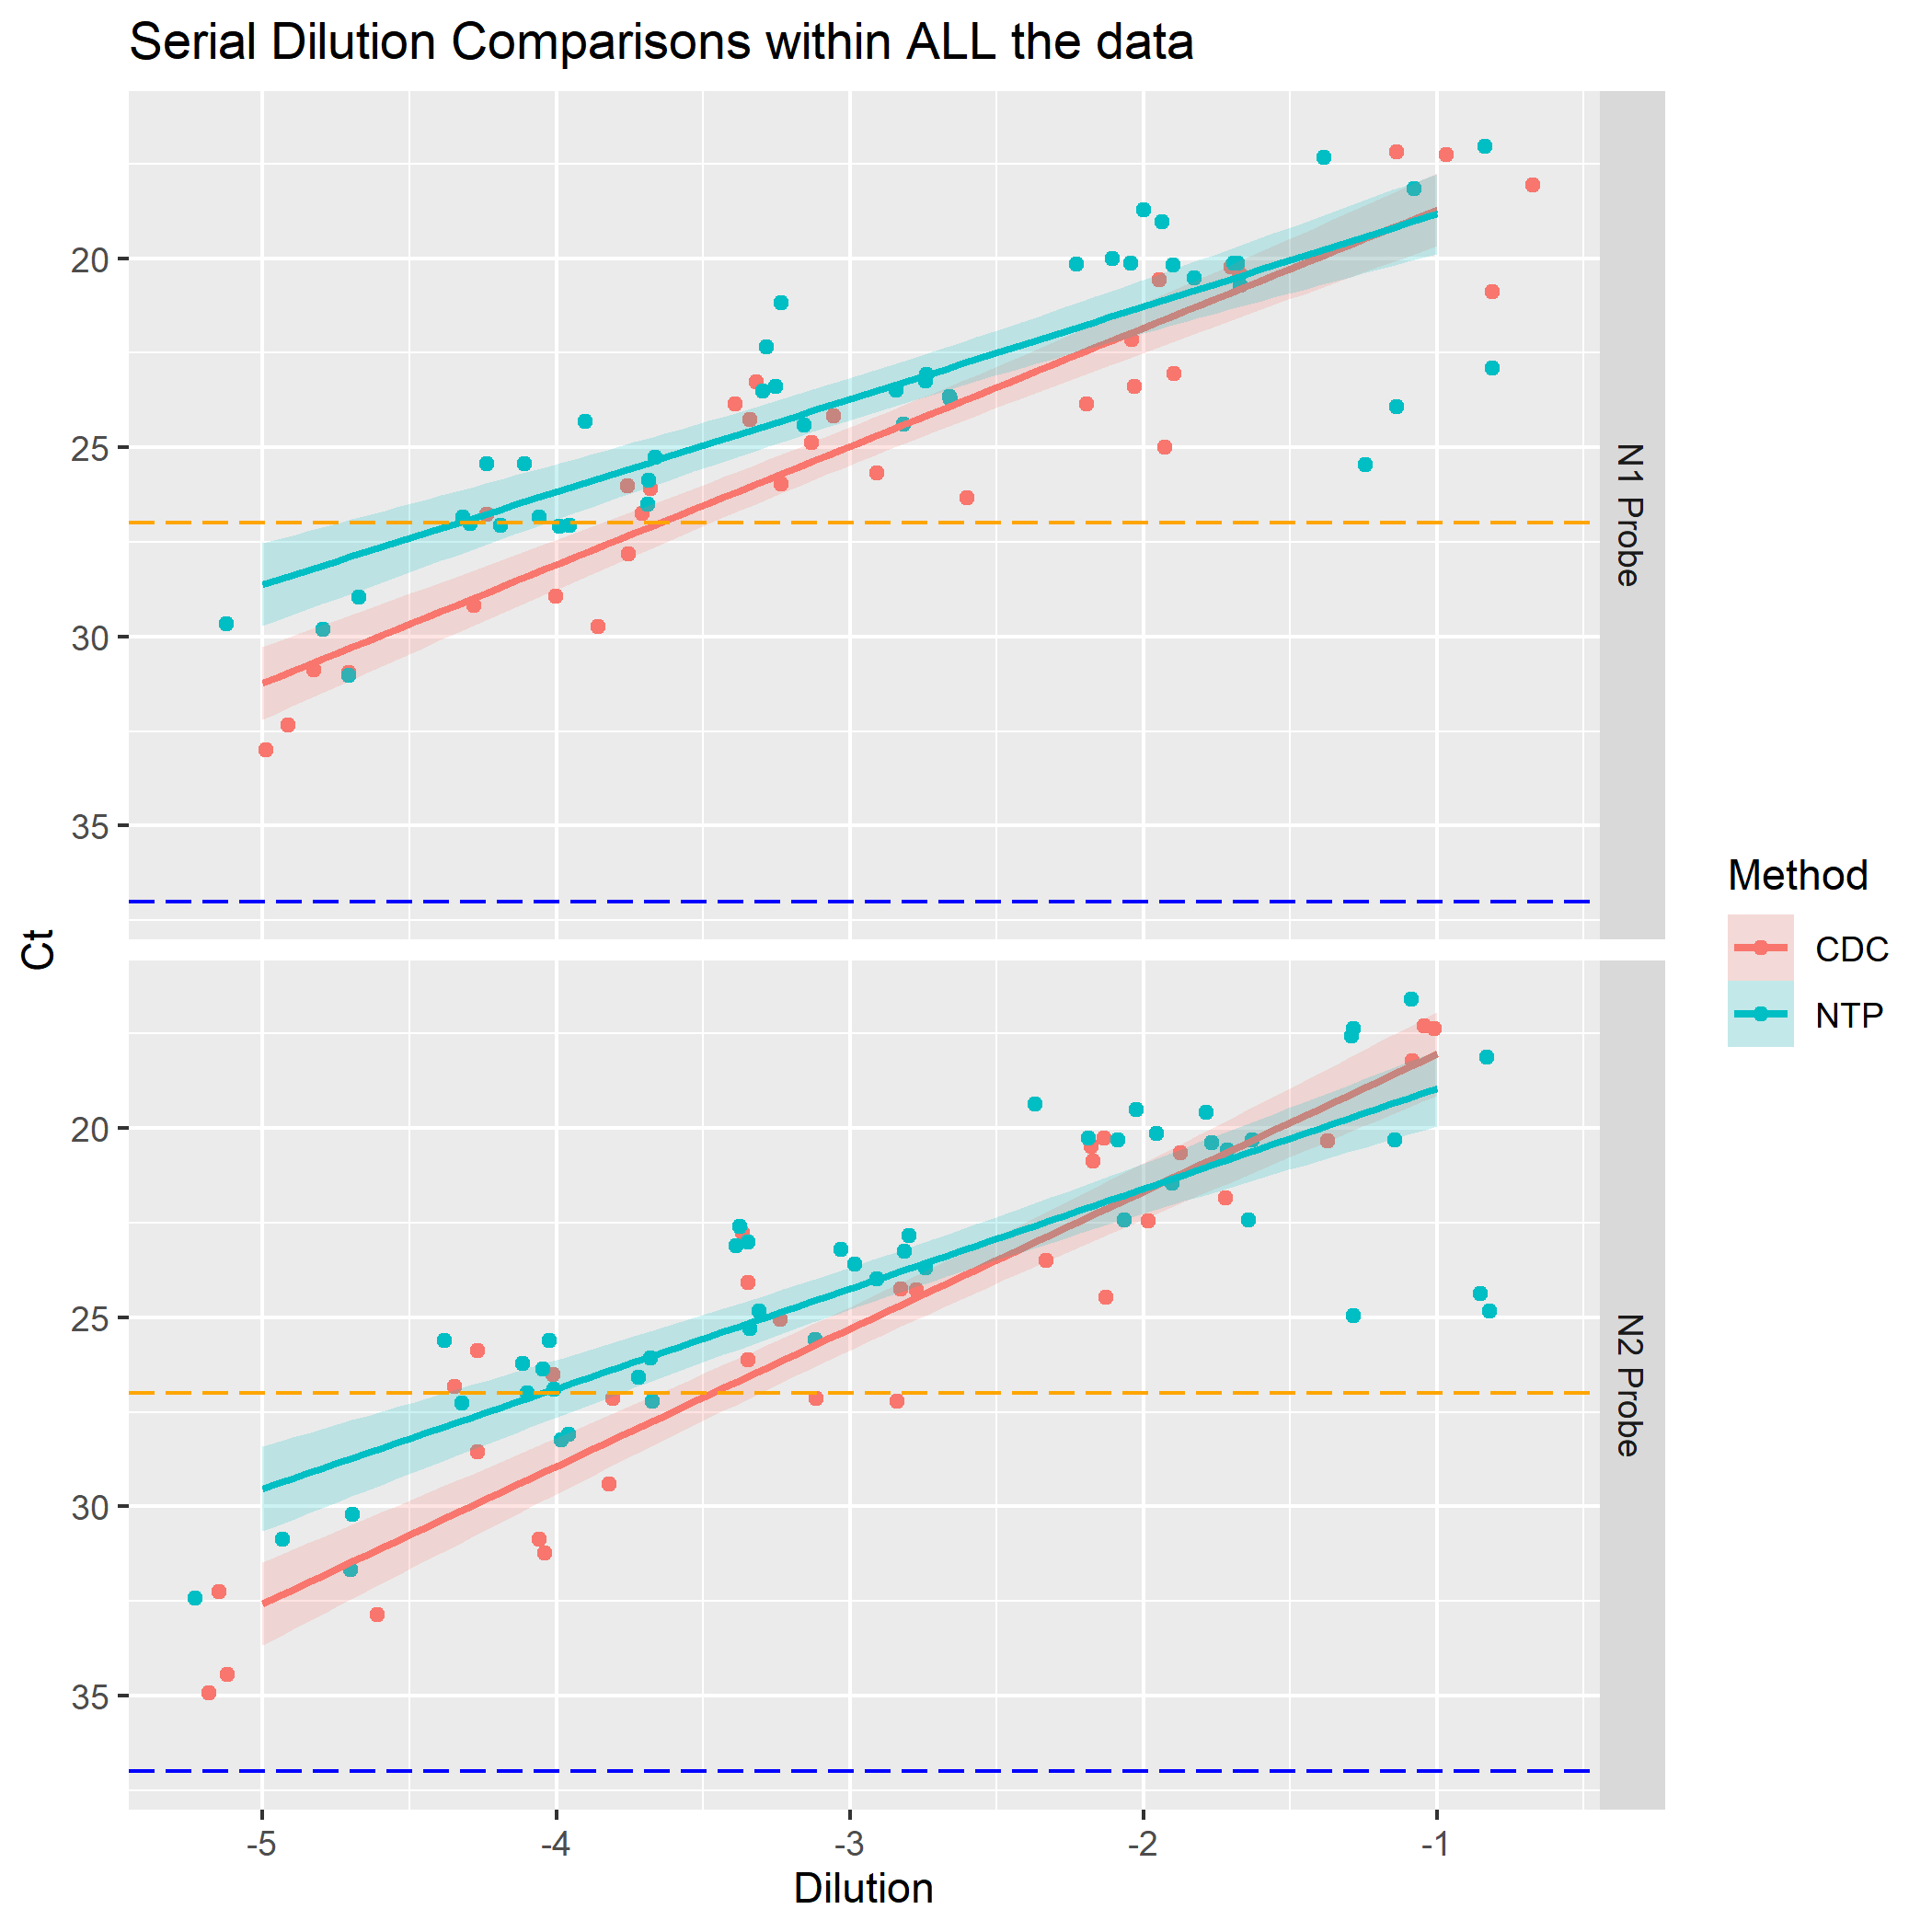 Serial Dilution Comparisons within ALL the data
Ct
20
25
30
35
N1 Probe
20
25
30
35
N2 Probe
-5
-4
-3
-2
-1
Dilution
Method
CDC
NTP